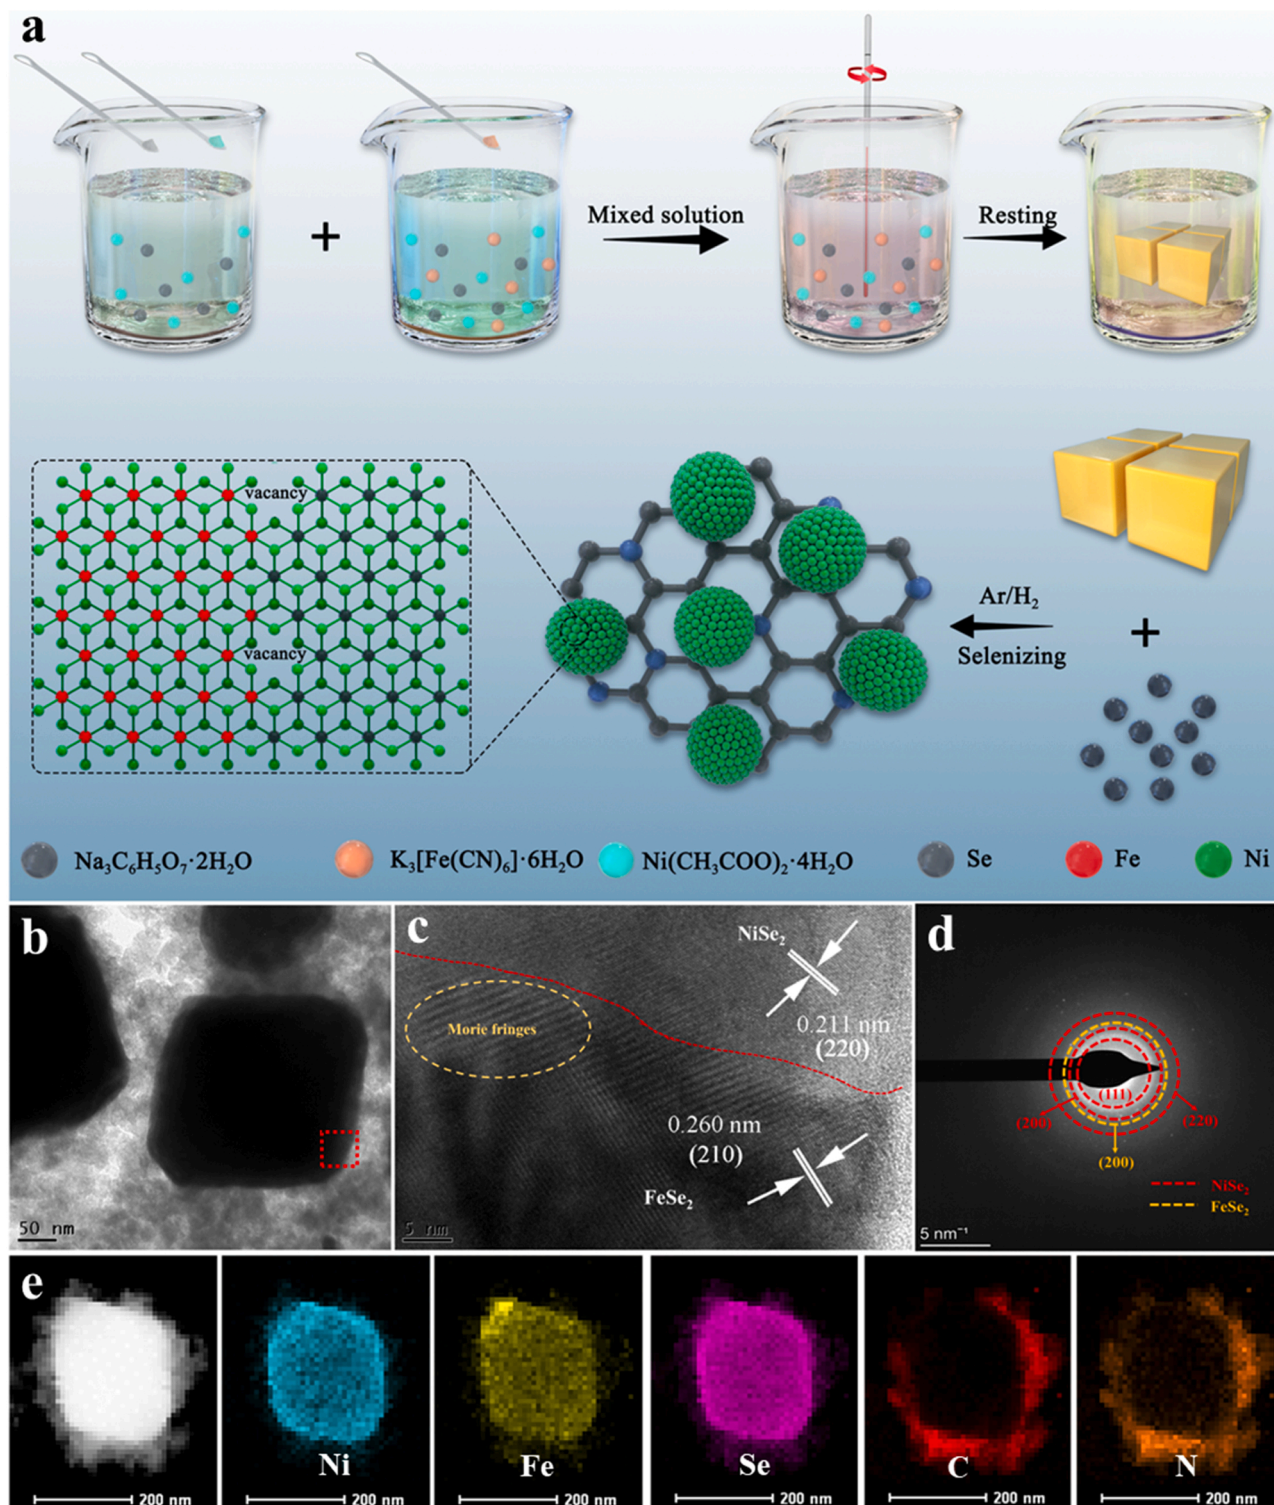 a
+
Mixed solution
Resting
vacancy
vacancy
Ar/H₂
Selenizing
+
Na₃C₆H₅O₇·2H₂O
K₃[Fe(CN)₆]·6H₂O
Ni(CH₃COO)₂·4H₂O
Se
Fe
Ni
b
50 nm
c
NiSe₂
Morie fringes
0.211 nm
(220)
0.260 nm
(210)
FeSe₂
5 nm
d
(111)
(200)
(220)
(200)
NiSe₂
FeSe₂
5 nm⁻¹
e
200 nm
Ni
200 nm
Fe
200 nm
Se
200 nm
C
200 nm
N
200 nm